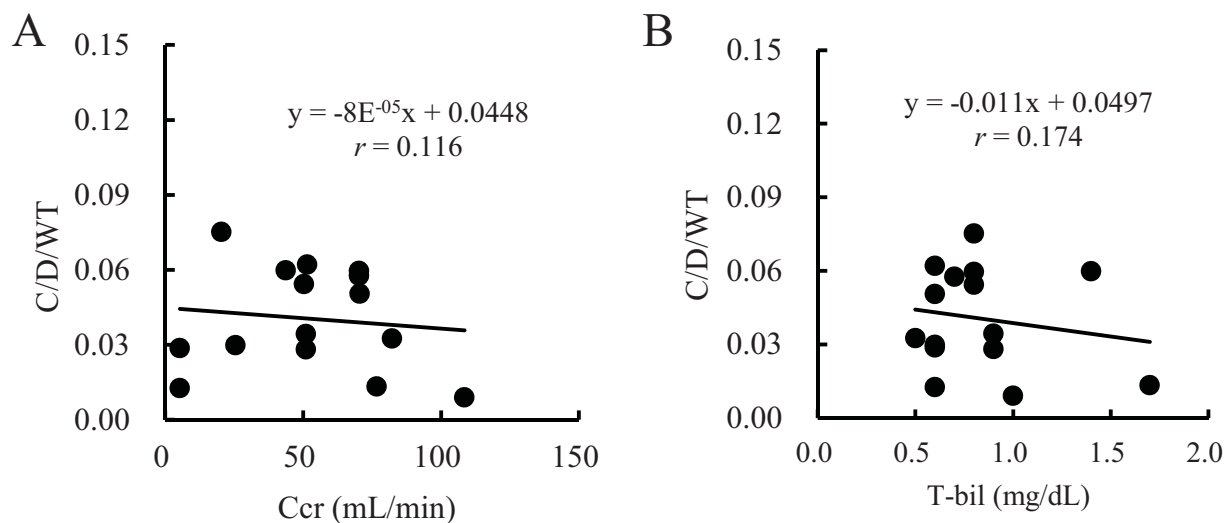 A
C/D/WT
0.15
0.12
0.09
0.06
0.03
0.00
y = -8E⁻⁰⁵x + 0.0448
r = 0.116
0 50 100 150
Ccr (mL/min)
B
C/D/WT
0.15
0.12
0.09
0.06
0.03
0.00
y = -0.011x + 0.0497
r = 0.174
0.0 0.5 1.0 1.5 2.0
T-bil (mg/dL)